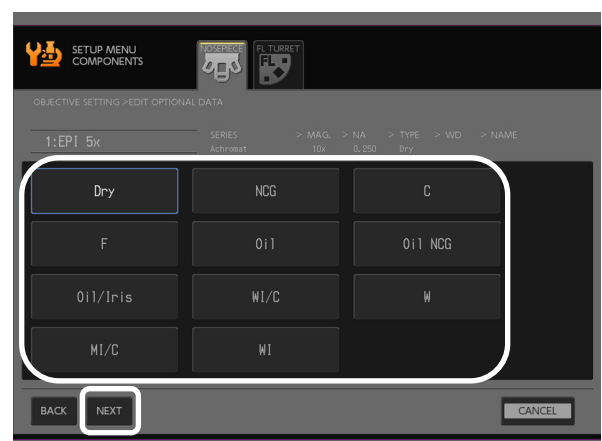 SETUP MENU
COMPONENTS
NOSEPIECE
FL TURRET
FL
OBJECTIVE SETTING >EDIT OPTIONAL DATA
1:EPI 5x
SERIES > MAG. > NA > TYPE > WD > NAME
Achromat 10x 0.250 Dry
Dry NCG C
F Oil Oil NCG
Oil/Iris WI/C W
MI/C WI
BACK NEXT CANCEL